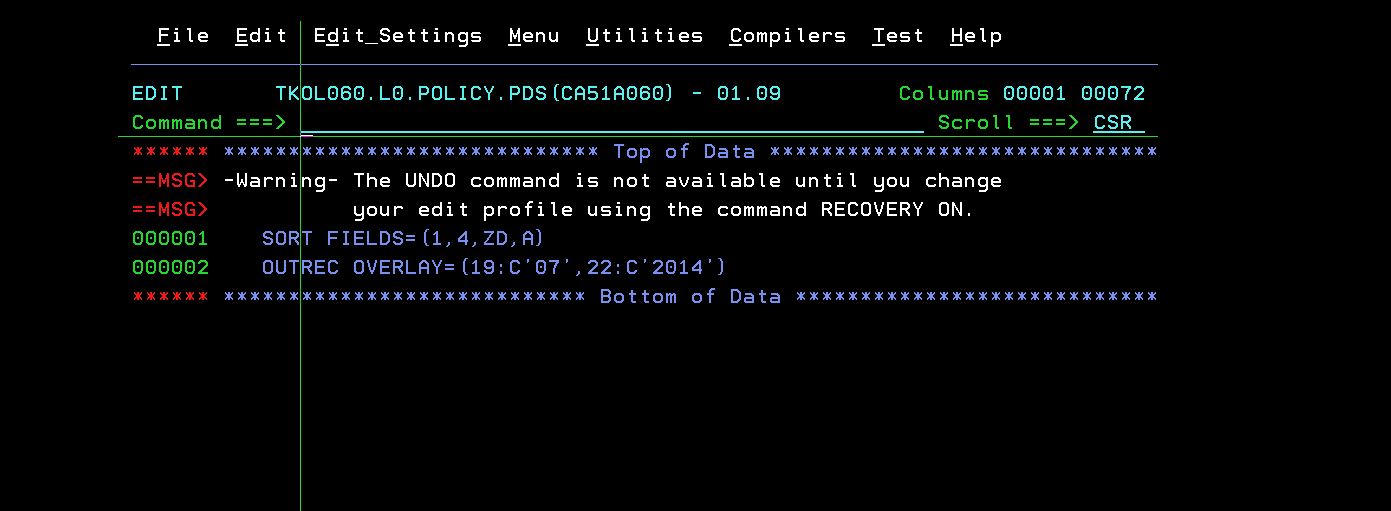 File  Edit  Edit_Settings  Menu  Utilities  Compilers  Test  Help
EDIT       TKOL060.L0.POLICY.PDS(CA51A060) - 01.09         Columns 00001 00072
Command ===>                                                  Scroll ===> CSR
****** ***************************** Top of Data ******************************
==MSG> -Warning- The UNDO command is not available until you change
==MSG>           your edit profile using the command RECOVERY ON.
000001    SORT FIELDS=(1,4,ZD,A)
000002    OUTREC OVERLAY=(19:C'07',22:C'2014')
****** **************************** Bottom of Data ****************************